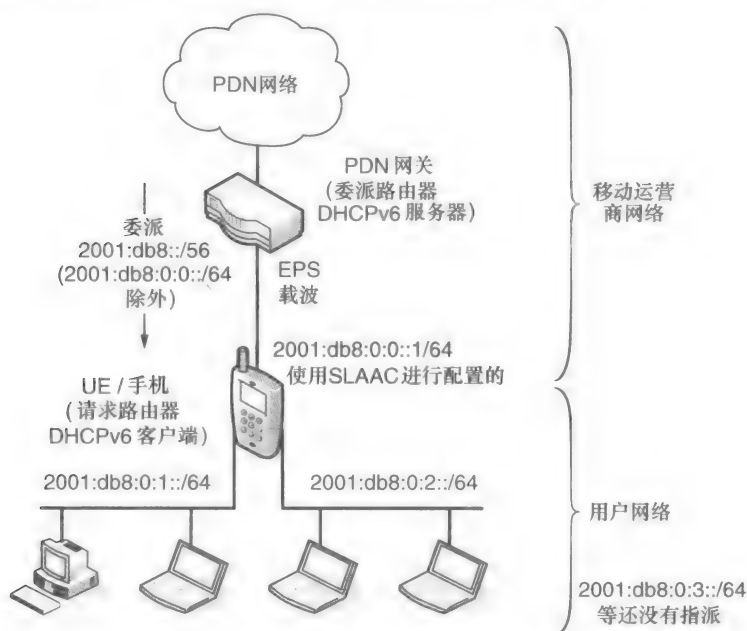 PDN网络
PDN 网关
(委派路由器
DHCPv6 服务器)
移动运营
商网络
委派
2001:db8::/56
(2001:db8:0:0::/64
除外)
EPS
载波
2001:db8:0:0::1/64
使用SLAAC进行配置的
UE / 手机
(请求路由器
DHCPv6 客户端)
2001:db8:0:1::/64
2001:db8:0:2::/64
用户网络
2001:db8:0:3::/64
等还没有指派